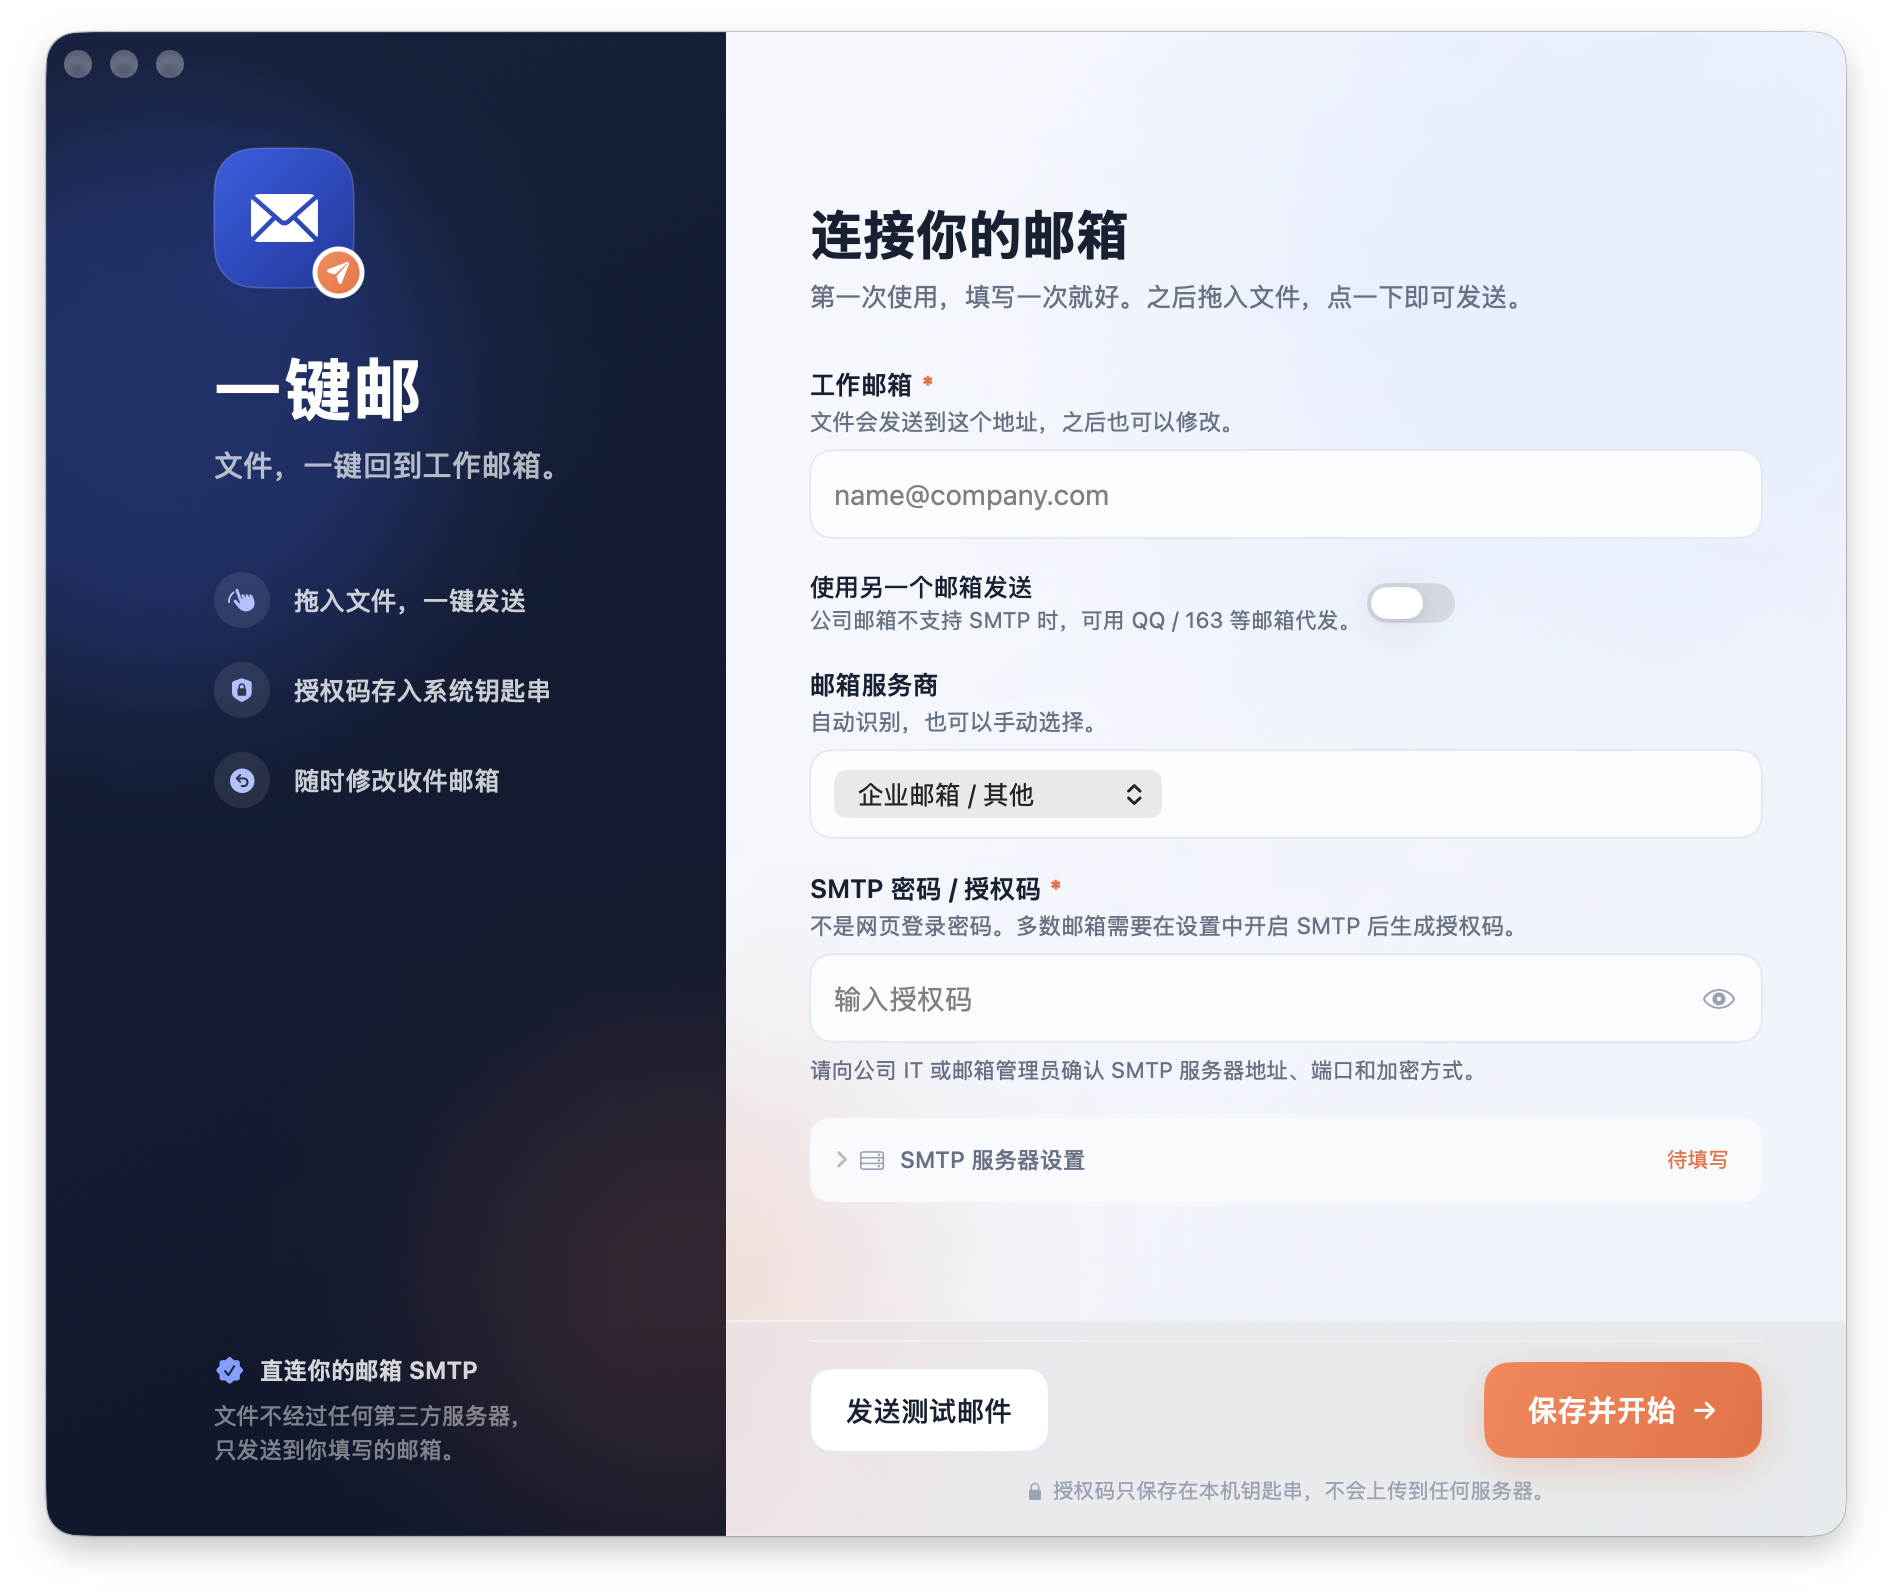 一键邮
文件，一键回到工作邮箱。
拖入文件，一键发送
授权码存入系统钥匙串
随时修改收件邮箱
直连你的邮箱 SMTP
文件不经过任何第三方服务器，
只发送到你填写的邮箱。
连接你的邮箱
第一次使用，填写一次就好。之后拖入文件，点一下即可发送。
工作邮箱 *
文件会发送到这个地址，之后也可以修改。
name@company.com
使用另一个邮箱发送
公司邮箱不支持 SMTP 时，可用 QQ / 163 等邮箱代发。
邮箱服务商
自动识别，也可以手动选择。
企业邮箱 / 其他
SMTP 密码 / 授权码 *
不是网页登录密码。多数邮箱需要在设置中开启 SMTP 后生成授权码。
输入授权码
请向公司 IT 或邮箱管理员确认 SMTP 服务器地址、端口和加密方式。
SMTP 服务器设置
待填写
发送测试邮件
保存并开始 →
授权码只保存在本机钥匙串，不会上传到任何服务器。